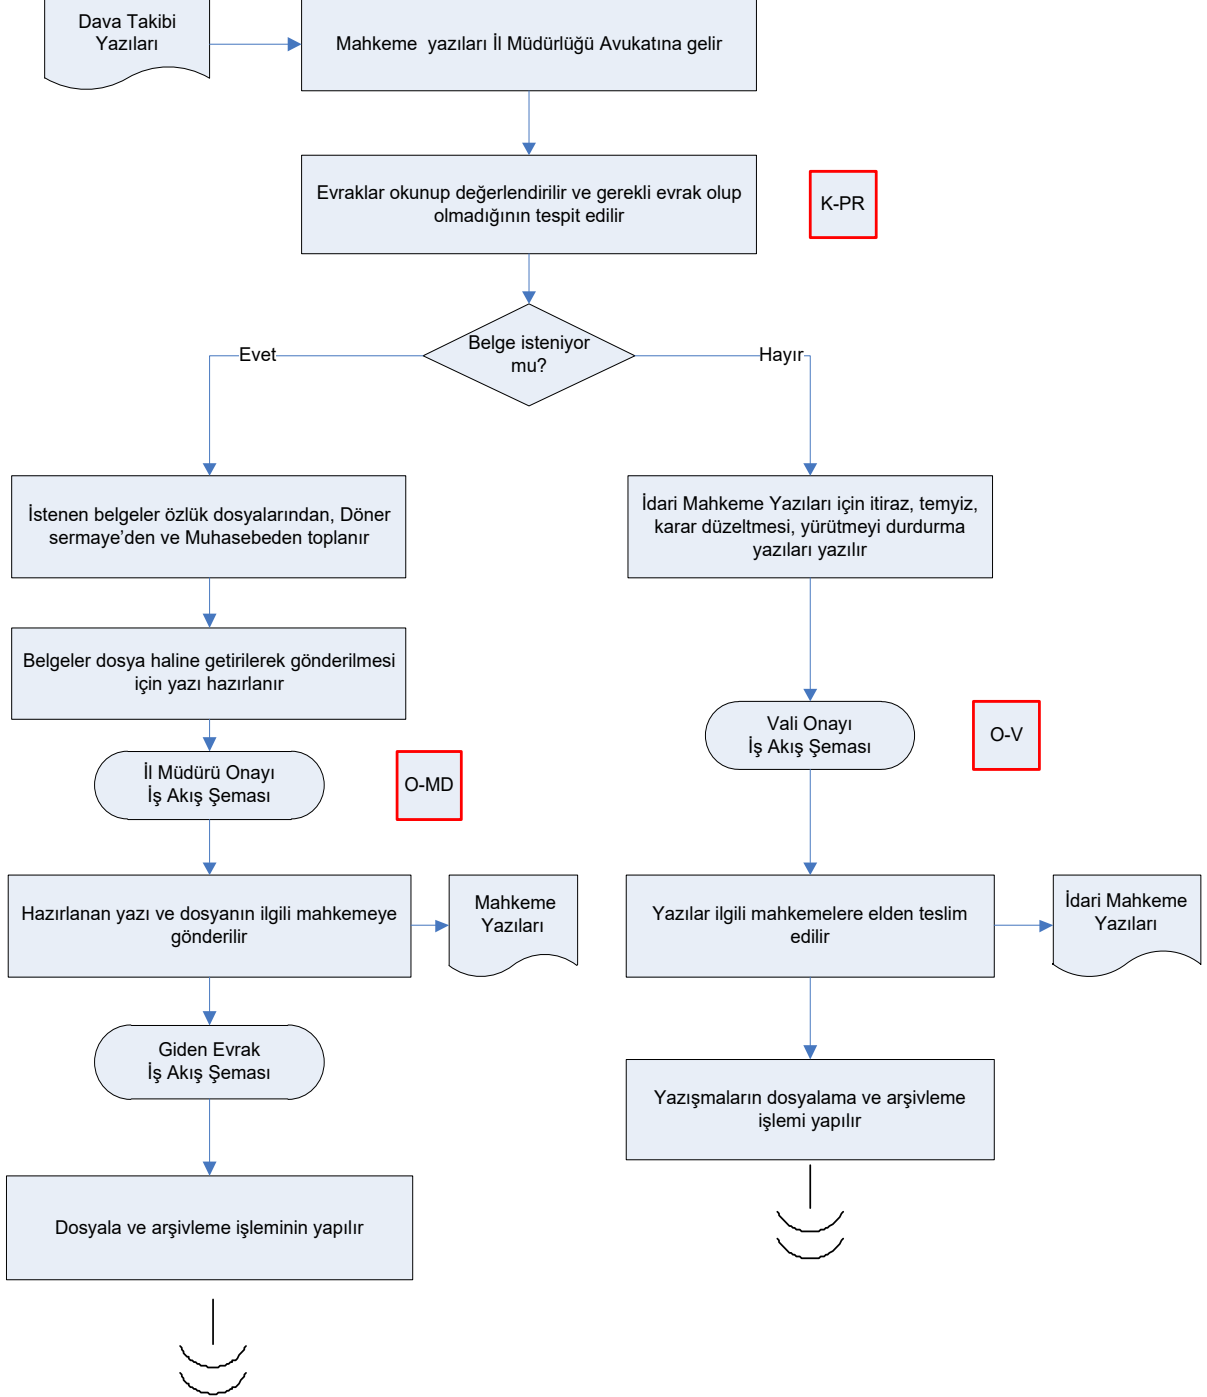 Dava Takibi
Yazıları
Mahkeme  yazıları İl Müdürlüğü Avukatına gelir
Evraklar okunup değerlendirilir ve gerekli evrak olup
olmadığının tespit edilir
K-PR
Belge isteniyor
mu?
Evet
Hayır
İstenen belgeler özlük dosyalarından, Döner
sermaye’den ve Muhasebeden toplanır
İdari Mahkeme Yazıları için itiraz, temyiz,
karar düzeltmesi, yürütmeyi durdurma
yazıları yazılır
Belgeler dosya haline getirilerek gönderilmesi
için yazı hazırlanır
Vali Onayı
İş Akış Şeması
O-V
İl Müdürü Onayı
İş Akış Şeması
O-MD
Hazırlanan yazı ve dosyanın ilgili mahkemeye
gönderilir
Mahkeme
Yazıları
Yazılar ilgili mahkemelere elden teslim
edilir
İdari Mahkeme
Yazıları
Giden Evrak
İş Akış Şeması
Yazışmaların dosyalama ve arşivleme
işlemi yapılır
Dosyala ve arşivleme işleminin yapılır